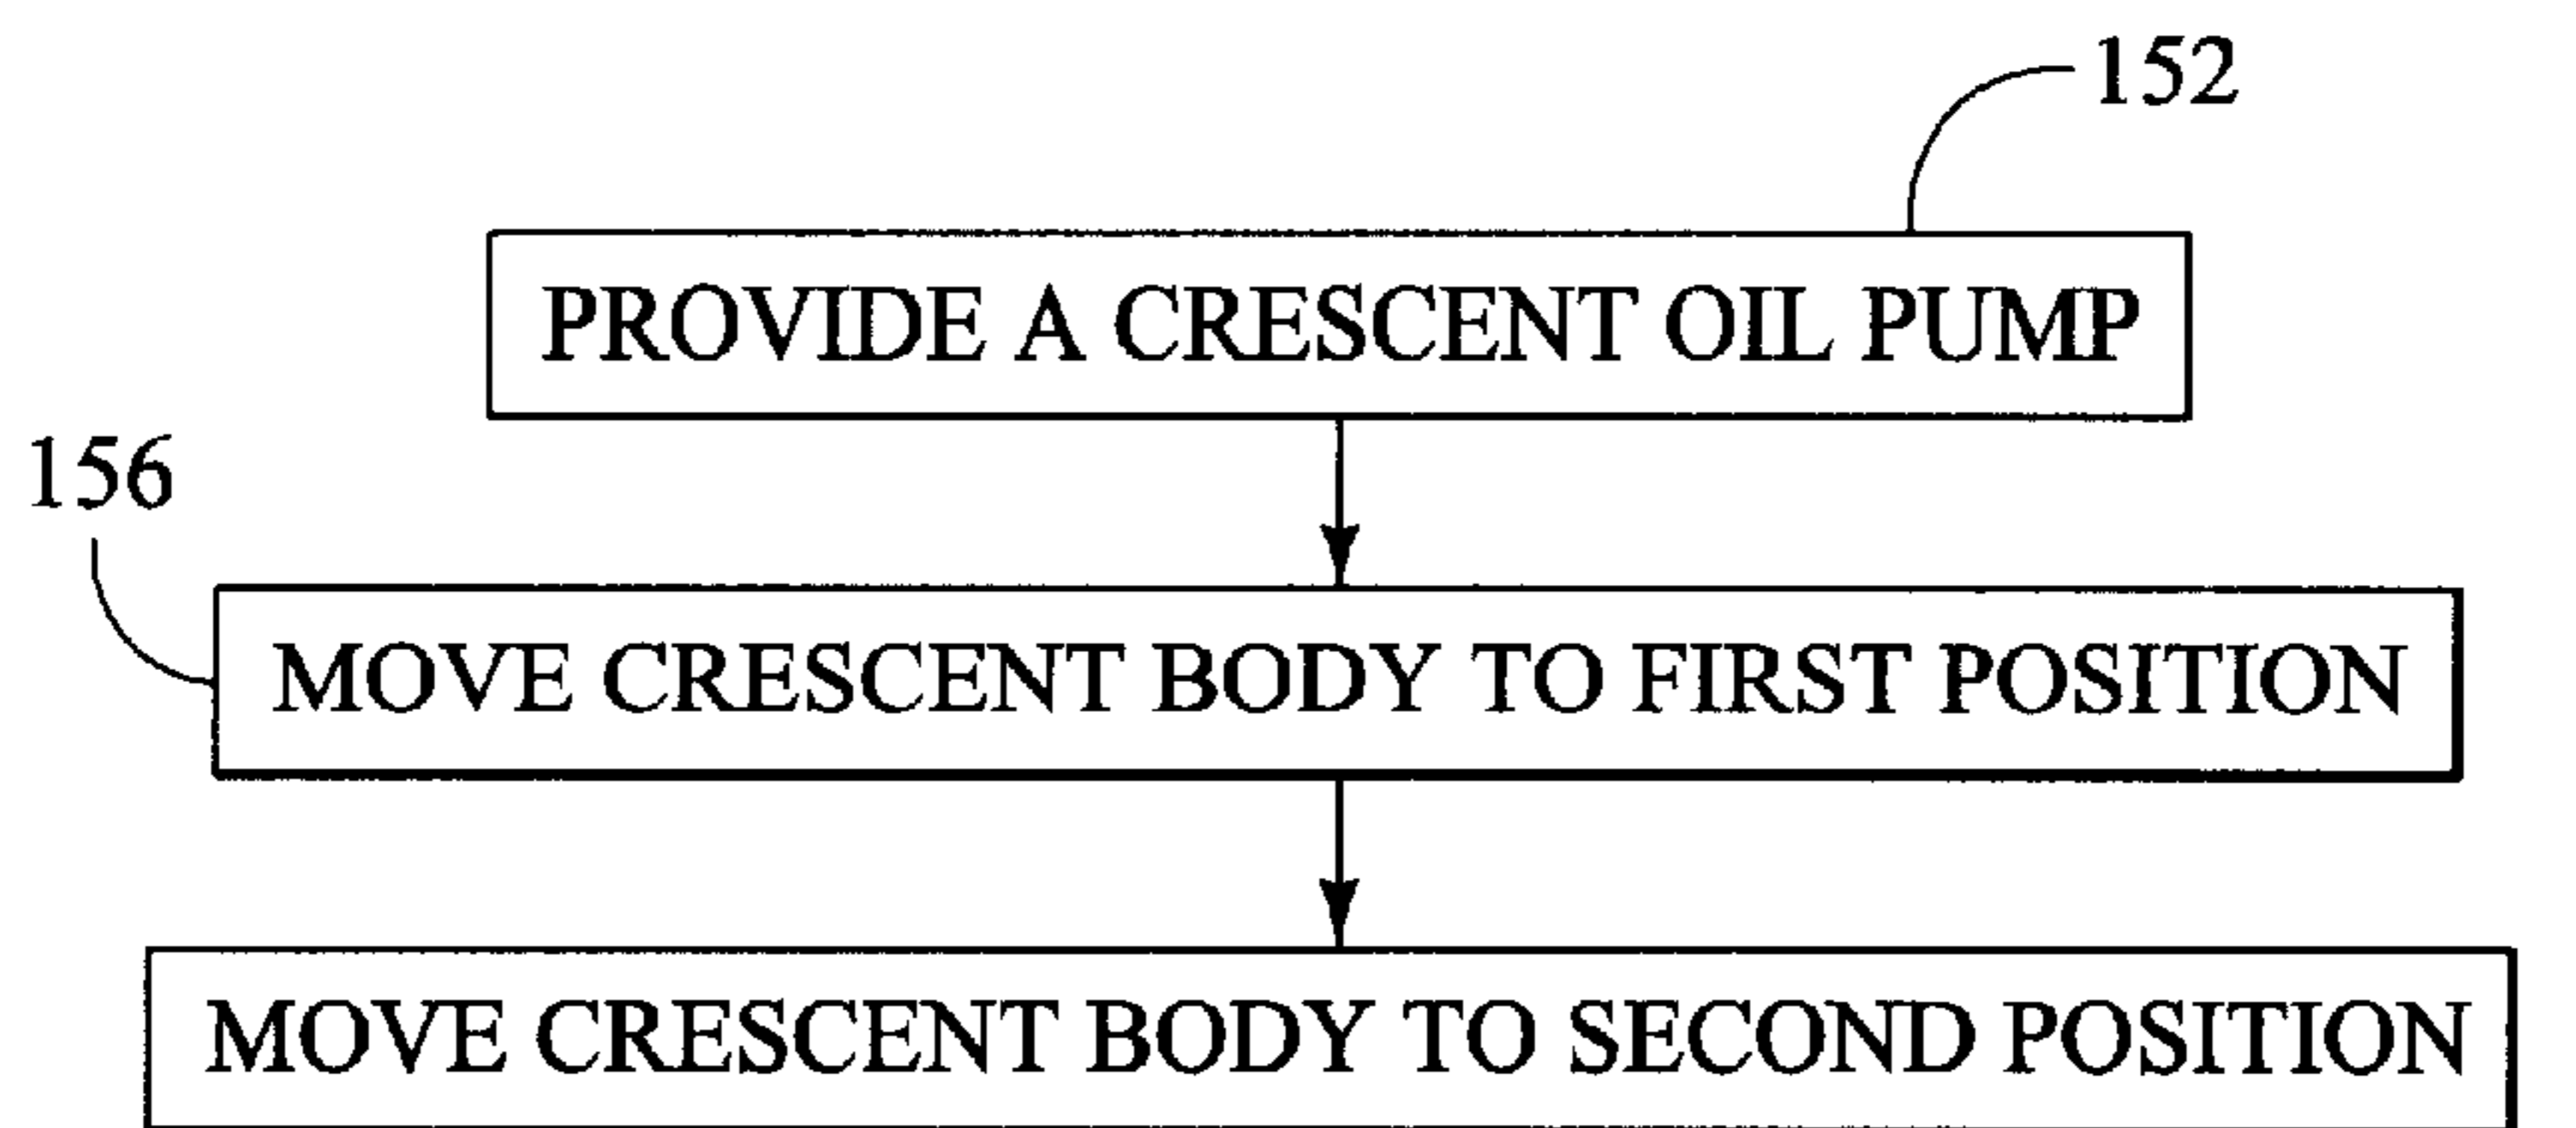 152
PROVIDE A CRESCENT OIL PUMP
156
MOVE CRESCENT BODY TO FIRST POSITION
MOVE CRESCENT BODY TO SECOND POSITION